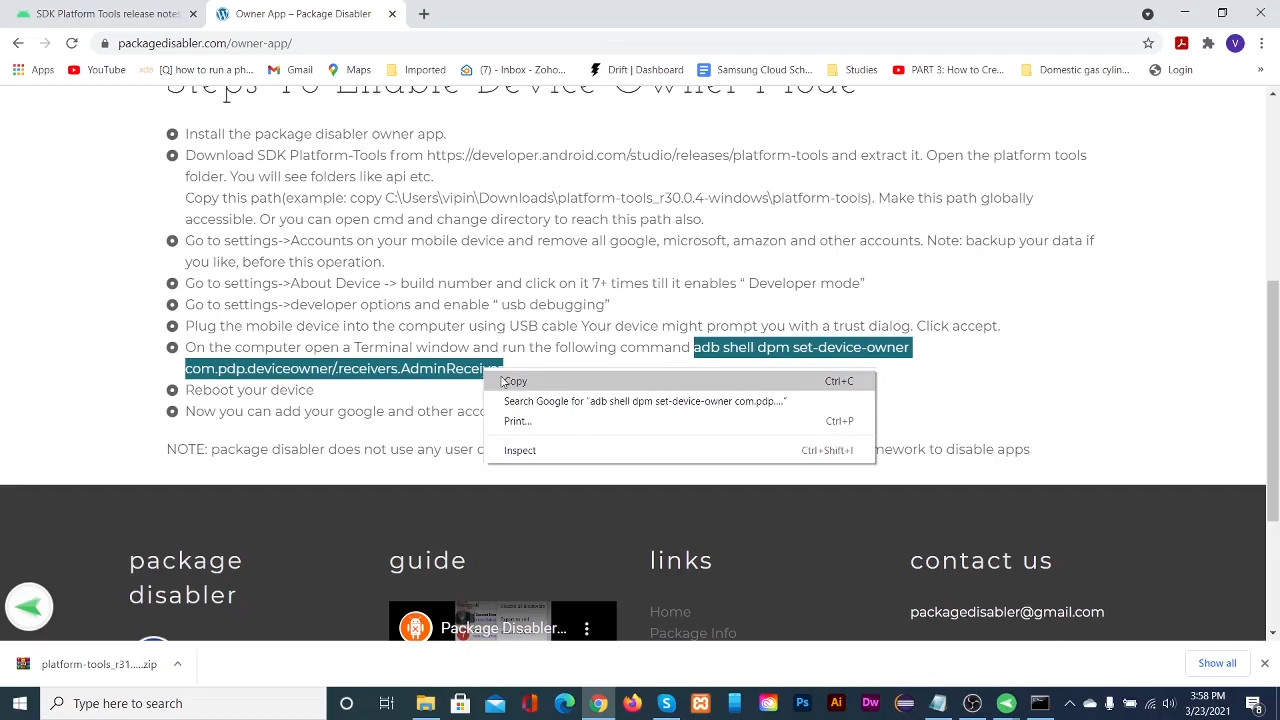 SDK Platform Tools release notes
Owner App – Package Disabler
packagedisabler.com/owner-app/
V
Apps
YouTube
xda
[Q] how to run a ph...
Gmail
Maps
Imported
(7) - Inbox - Zoho...
Drift | Dashboard
Samsung Cloud Sch...
Studies
PART 3: How to Cre...
Domestic gas cylin...
Login
»
Steps To Enable Device Owner Mode
Install the package disabler owner app.
Download SDK Platform-Tools from https://developer.android.com/studio/releases/platform-tools and extract it. Open the platform tools
folder. You will see folders like api etc.
Copy this path(example: copy C:\Users\vipin\Downloads\platform-tools_r30.0.4-windows\platform-tools). Make this path globally
accessible. Or you can open cmd and change directory to reach this path also.
Go to settings->Accounts on your mobile device and remove all google, microsoft, amazon and other accounts. Note: backup your data if
you like, before this operation.
Go to settings->About Device -> build number and click on it 7+ times till it enables “ Developer mode”
Go to settings->developer options and enable “ usb debugging”
Plug the mobile device into the computer using USB cable Your device might prompt you with a trust dialog. Click accept.
On the computer open a Terminal window and run the following command adb shell dpm set-device-owner
com.pdp.deviceowner/.receivers.AdminReceiver
Reboot your device
Now you can add your google and other acco
NOTE: package disabler does not use any user d
mework to disable apps
Copy Ctrl+C
Search Google for “adb shell dpm set-device-owner com.pdp....”
Print... Ctrl+P
Inspect Ctrl+Shift+I
package
disabler
guide
links
contact us
Package Disabler...
Home
Package Info
packagedisabler@gmail.com
platform-tools_r31.....zip
Show all
Type here to search
Ps
Ai
Dw
3:58 PM
3/23/2021